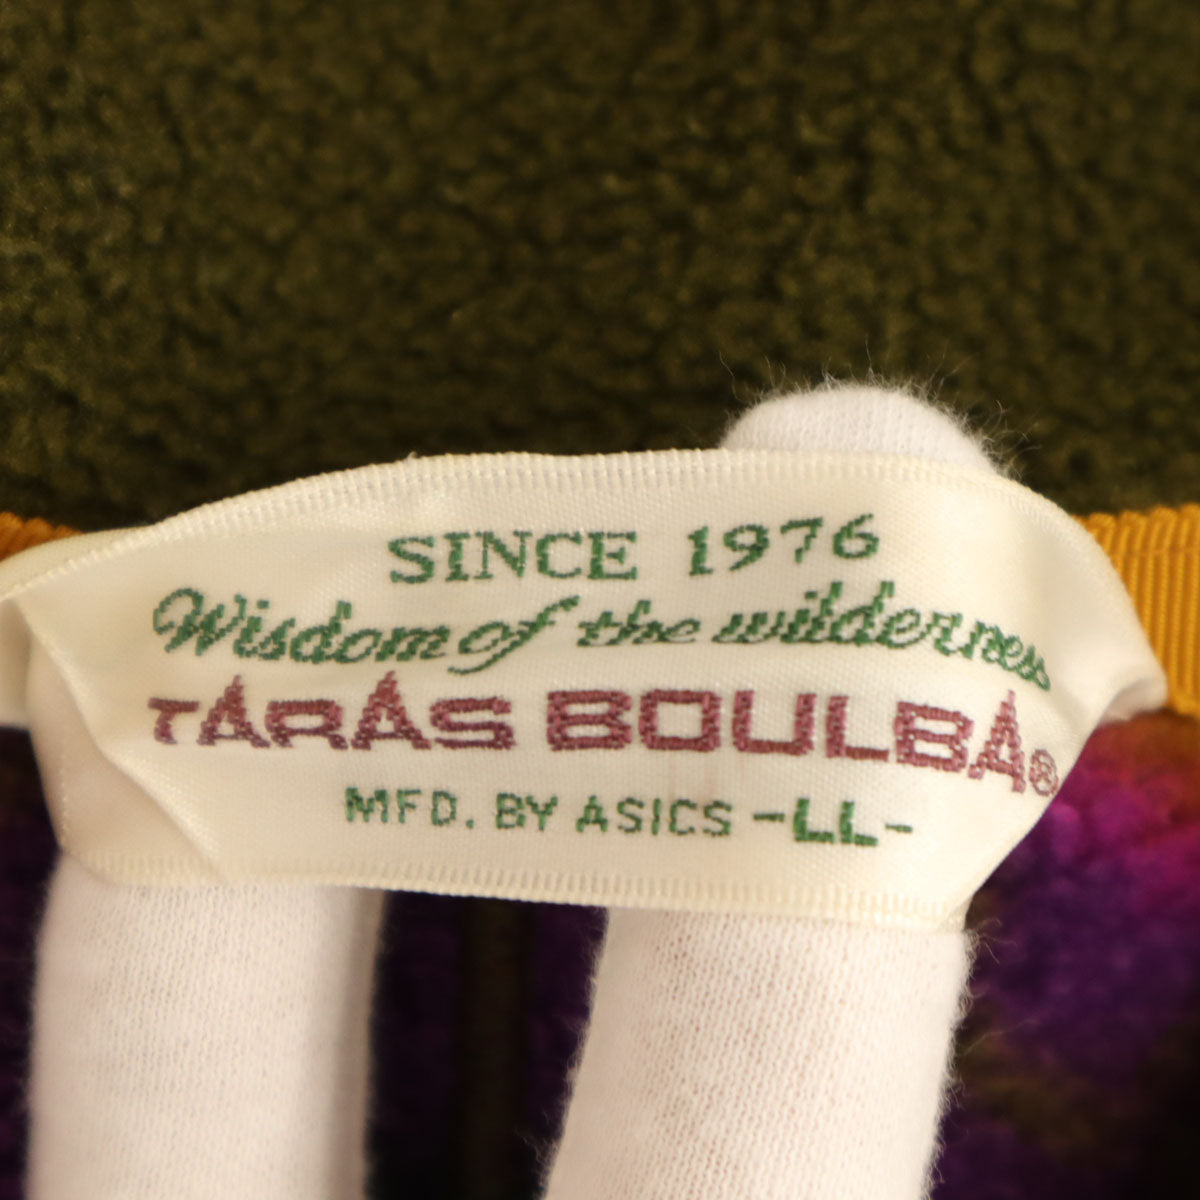 SINCE 1976
Wisdom of the wilderness
TARAS BOULBA®
MFD. BY ASICS -LL-